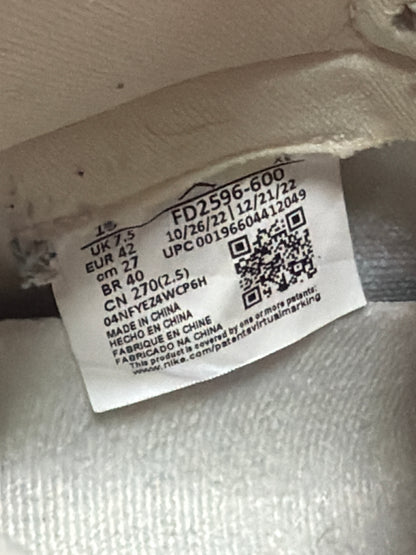 UK 7.5
EUR 42
cm 27
BR 40
CN 270(2.5)
04NFYEZ4WCP6H
MADE IN CHINA
HECHO EN CHINA
FABRIQUE EN CHINE
FABRICADO NA CHINA
This product is covered by one or more patents:
www.nike.com/patentsvirtualmarking
FD2596-600
10/26/22 | 12/21/22
UPC 00196604412049